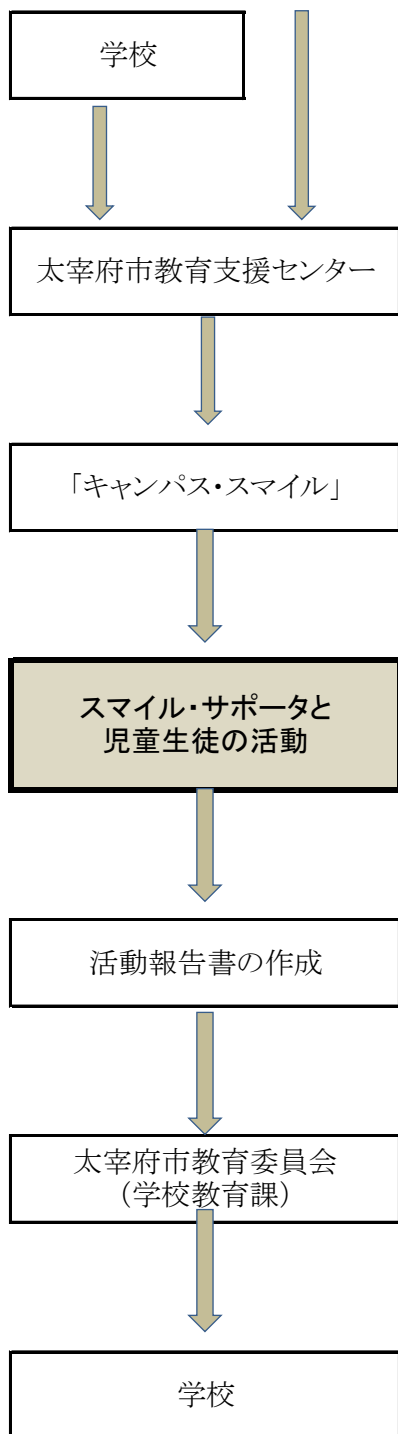 学校
太宰府市教育支援センター
「キャンパス・スマイル」
スマイル・サポータと
児童生徒の活動
活動報告書の作成
太宰府市教育委員会
(学校教育課)
学校